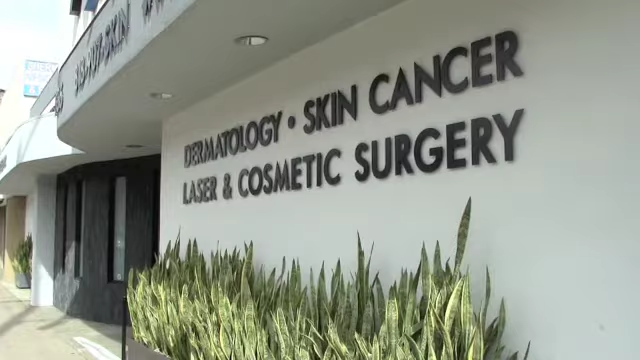 DERMATOLOGY • SKIN CANCER
LASER & COSMETIC SURGERY